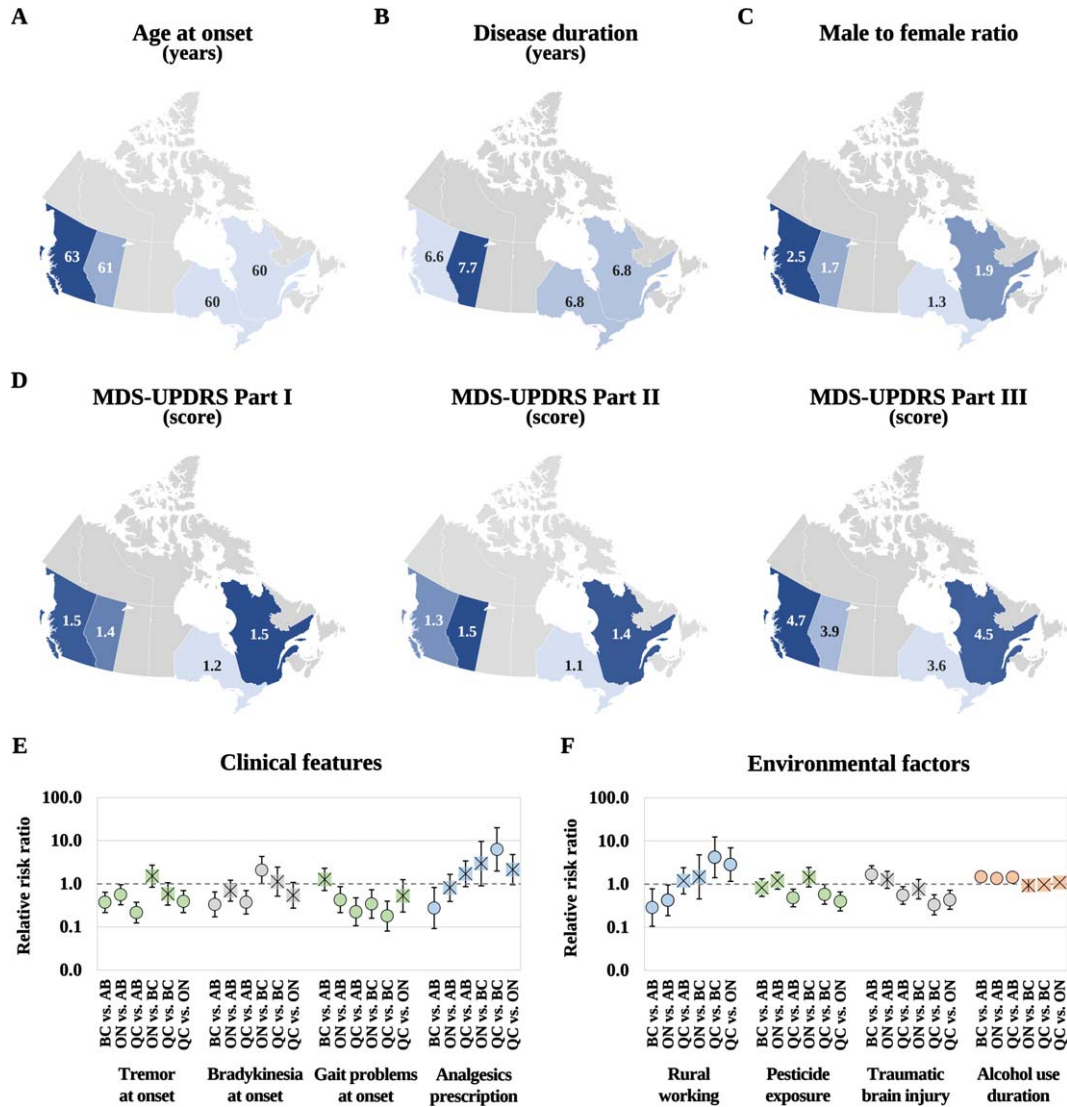 A
Age at onset
(years)
63
61
60
60
B
Disease duration
(years)
6.6
7.7
6.8
6.8
C
Male to female ratio
2.5
1.7
1.3
1.9
D
MDS-UPDRS Part I
(score)
1.5
1.4
1.2
1.5
MDS-UPDRS Part II
(score)
1.3
1.5
1.1
1.4
MDS-UPDRS Part III
(score)
4.7
3.9
3.6
4.5
E
Clinical features
Relative risk ratio
100.0
10.0
1.0
0.1
0.0
BC vs. AB
ON vs. AB
QC vs. AB
ON vs. BC
QC vs. BC
QC vs. ON
BC vs. AB
ON vs. AB
QC vs. AB
ON vs. BC
QC vs. BC
QC vs. ON
BC vs. AB
ON vs. AB
QC vs. AB
ON vs. BC
QC vs. BC
QC vs. ON
BC vs. AB
ON vs. AB
QC vs. AB
ON vs. BC
QC vs. BC
QC vs. ON
Tremor
at onset
Bradykinesia
at onset
Gait problems
at onset
Analgesics
prescription
F
Environmental factors
Relative risk ratio
100.0
10.0
1.0
0.1
0.0
BC vs. AB
ON vs. AB
QC vs. AB
ON vs. BC
QC vs. BC
QC vs. ON
BC vs. AB
ON vs. AB
QC vs. AB
ON vs. BC
QC vs. BC
QC vs. ON
BC vs. AB
ON vs. AB
QC vs. AB
ON vs. BC
QC vs. BC
QC vs. ON
BC vs. AB
ON vs. AB
QC vs. AB
ON vs. BC
QC vs. BC
QC vs. ON
Rural
working
Pesticide
exposure
Traumatic
brain injury
Alcohol use
duration